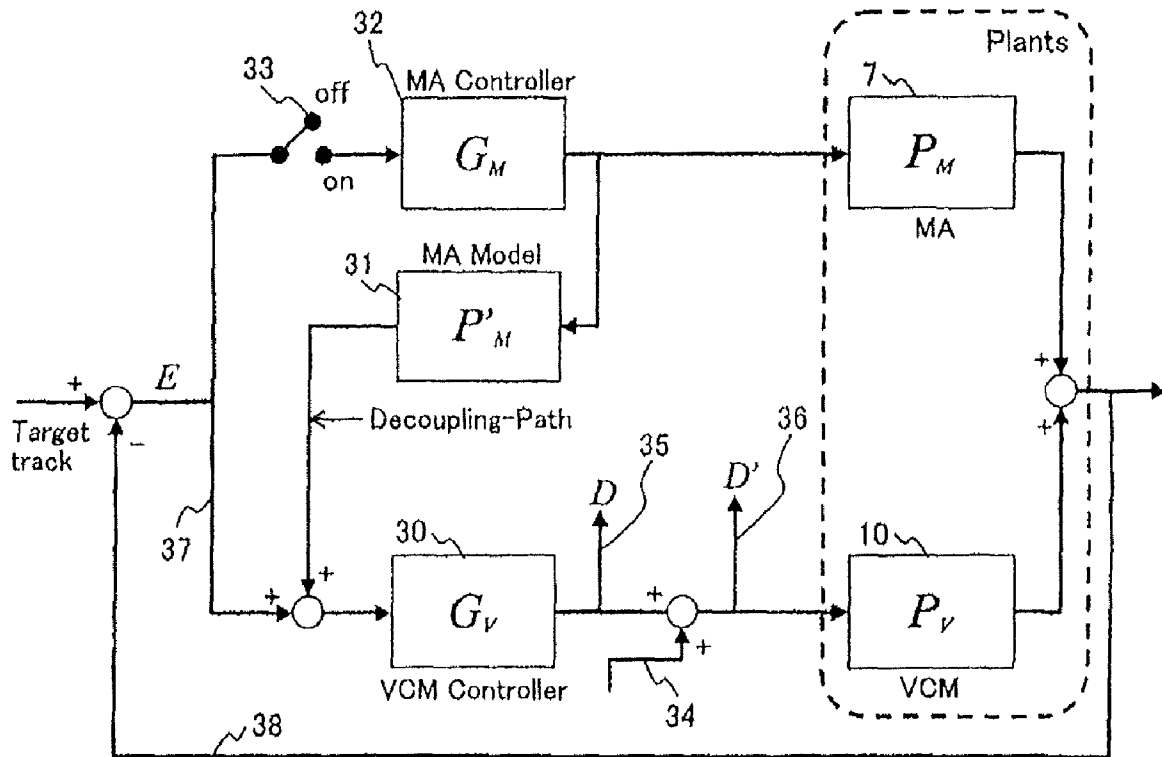 32
Plants
33
off
MA Controller
7
G_M
P_M
on
MA
MA Model
31
P'_M
+
E
+
Target
track
-
Decoupling-Path
+
35
36
D
D'
37
30
10
+
+
G_V
+
+
P_V
VCM Controller
34
VCM
38